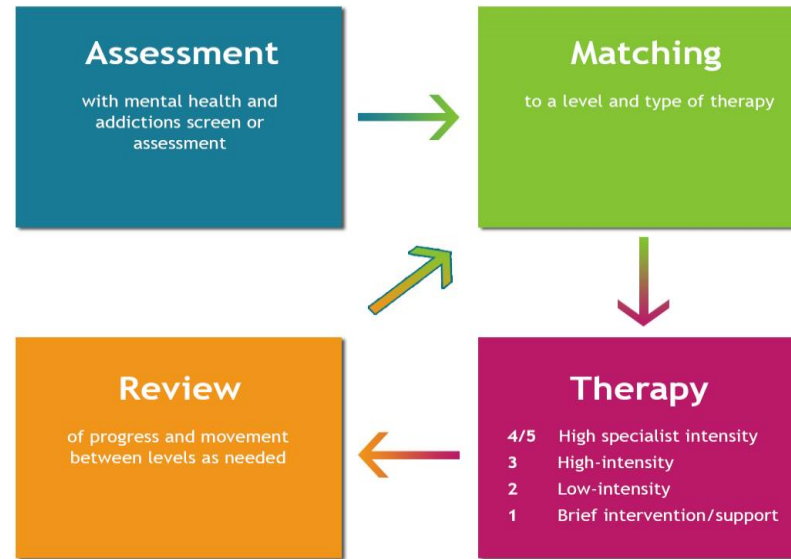 Assessment
with mental health and
addictions screen or
assessment
Matching
to a level and type of therapy
Review
of progress and movement
between levels as needed
Therapy
4/5 High specialist intensity
3 High-intensity
2 Low-intensity
1 Brief intervention/support